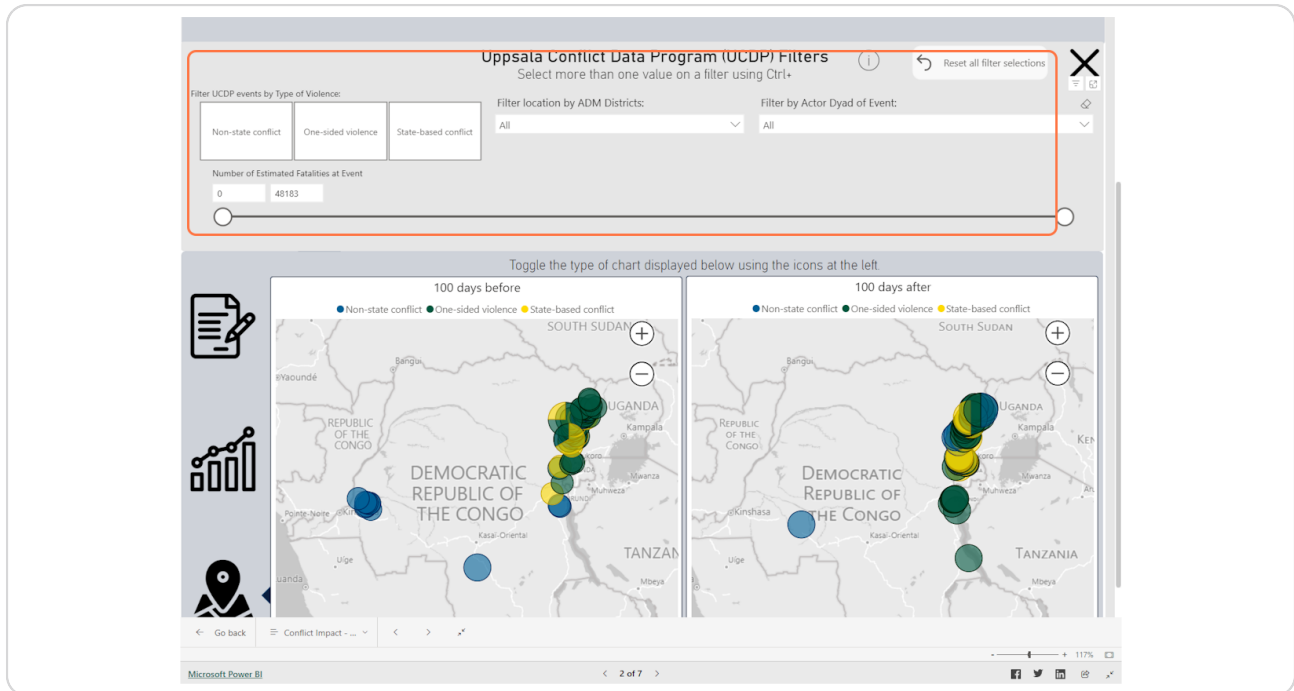 Uppsala Conflict Data Program (UCDP) Filters
Select more than one value on a filter using Ctrl+
Reset all filter selections
Filter UCDP events by Type of Violence:
Non-state conflict
One-sided violence
State-based conflict
Filter location by ADM Districts:
All
Filter by Actor Dyad of Event:
All
Number of Estimated Fatalities at Event
0
48183
Toggle the type of chart displayed below using the icons at the left.
100 days before
Non-state conflict One-sided violence State-based conflict
SOUTH SUDAN
Bangui
Yaoundé
UGANDA
REPUBLIC
OF THE
CONGO
Kampala
DEMOCRATIC
REPUBLIC OF
THE CONGO
Mwanza
Muhweza
Pointe-Noire
Kasaï-Oriental
Uíge
TANZAN
Mbeya
100 days after
Non-state conflict One-sided violence State-based conflict
SOUTH SUDAN
Bangui
UGANDA
REPUBLIC
OF THE
CONGO
Kampala
KEN
DEMOCRATIC
REPUBLIC OF
THE CONGO
Mwanza
Muhweza
Kinshasa
Kasaï-Oriental
Uíge
TANZANIA
Mbeya
Go back
Conflict Impact - ...
- + 117%
Microsoft Power BI
2 of 7